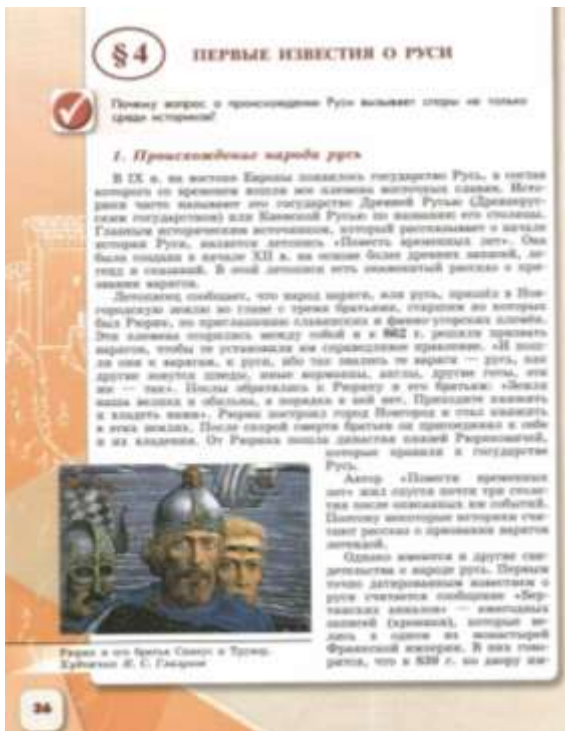 § 4
ПЕРВЫЕ ИЗВЕСТИЯ О РУСИ
Почему вопрос о происхождении Руси вызывает споры не только
среди историков?
1. Происхождение народа русь
В IX в. на востоке Европы появилось государство Русь, в состав
которого со временем вошли все племена восточных славян. Исто-
рики часто называют это государство Древней Русью (Древнерус-
ским государством) или Киевской Русью по названию его столицы.
Главным историческим источником, который рассказывает о начале
истории Руси, является летопись «Повесть временных лет». Она
была создана в начале XII в. на основе более древних записей, ле-
генд и сказаний. В этой летописи есть знаменитый рассказ о при-
звании варягов.
Летописец сообщает, что народ варяги, или русь, пришёл в Нов-
городскую землю во главе с тремя братьями, старшим из которых
был Рюрик, по приглашению славянских и финно-угорских племён.
Эти племена ссорились между собой и в 862 г. решили призвать
варягов, чтобы те установили им справедливое правление. «И пош-
ли они к варягам, к руси, ибо так звались те варяги — русь, как
другие зовутся шведы, иные норманны, англы, другие готы, эти
же — так». Послы обратились к Рюрику и его братьям: «Земля
наша велика и обильна, а порядка в ней нет. Приходите княжить
и владеть нами». Рюрик построил город Новгород и стал княжить
в этих землях. После скорой смерти братьев он присоединил к себе
и их владения. От Рюрика пошла династия князей Рюриковичей,
которые правили в государстве
Русь.
Автор «Повести временных
лет» жил спустя почти три столе-
тия после описанных им событий.
Поэтому некоторые историки счи-
тают рассказ о призвании варягов
легендой.
Однако имеются и другие сви-
детельства о народе русь. Первым
точно датированным известием о
руси считается сообщение «Бер-
тинских анналов» — ежегодных
записей (хроники), которые ве-
лись в одном из монастырей
Франкской империи. В них гово-
рится, что в 839 г. ко двору им-
Рюрик и его братья Синеус и Трувор.
Художник И. С. Глазунов
36